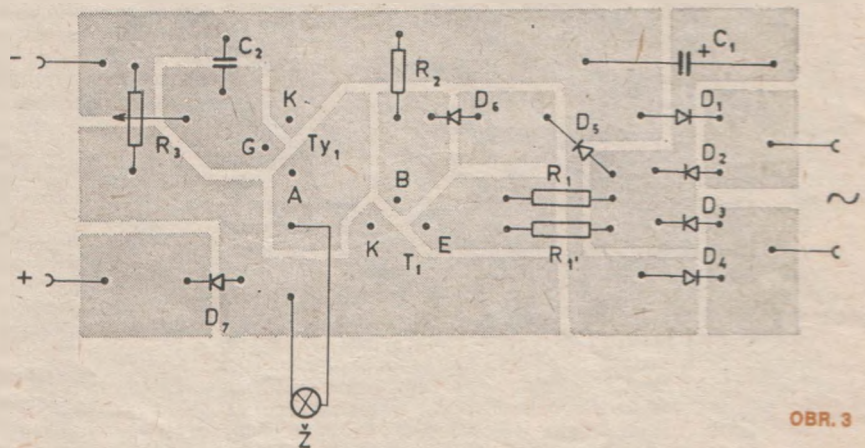 C₂
R₂
+
C₁
-
K
D₆
D₅
D₁
R₃
G
Ty₁
D₂
A
B
R₁
~
K
E
D₃
T₁
R₁'
D₄
+
D₇
Ž
OBR. 3